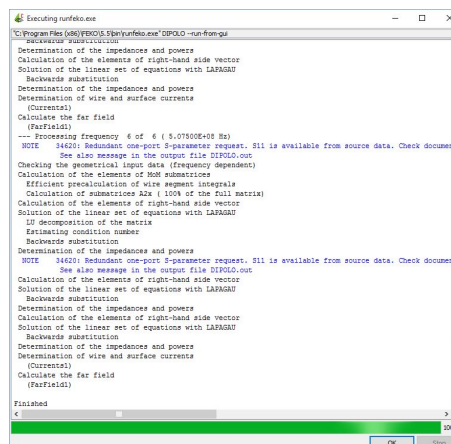 Executing runfeko.exe
"C:\Program Files (x86)\FEKO\5.5\bin\runfeko.exe" DIPOLO --run-from-gui
Backwards substitution
Determination of the impedances and powers
Calculation of the elements of right-hand side vector
Solution of the linear set of equations with LAPAGAU
Backwards substitution
Determination of the impedances and powers
Determination of wire and surface currents
(Currents1)
Calculate the far field
(FarField1)
--- Processing frequency 6 of 6 ( 5.07500E+08 Hz)
NOTE 34620: Redundant one-port S-parameter request. S11 is available from source data. Check documen
See also message in the output file DIPOLO.out
Checking the geometrical input data (frequency dependent)
Calculation of the elements of MoM submatrices
Efficient precalculation of wire segment integrals
Calculation of submatrices A2x ( 100% of the full matrix)
Calculation of the elements of right-hand side vector
Solution of the linear set of equations with LAPAGAU
LU decomposition of the matrix
Estimating condition number
Backwards substitution
Determination of the impedances and powers
NOTE 34620: Redundant one-port S-parameter request. S11 is available from source data. Check documen
See also message in the output file DIPOLO.out
Calculation of the elements of right-hand side vector
Solution of the linear set of equations with LAPAGAU
Backwards substitution
Determination of the impedances and powers
Calculation of the elements of right-hand side vector
Solution of the linear set of equations with LAPAGAU
Backwards substitution
Determination of the impedances and powers
Determination of wire and surface currents
(Currents1)
Calculate the far field
(FarField1)
Finished
100
OK Stop